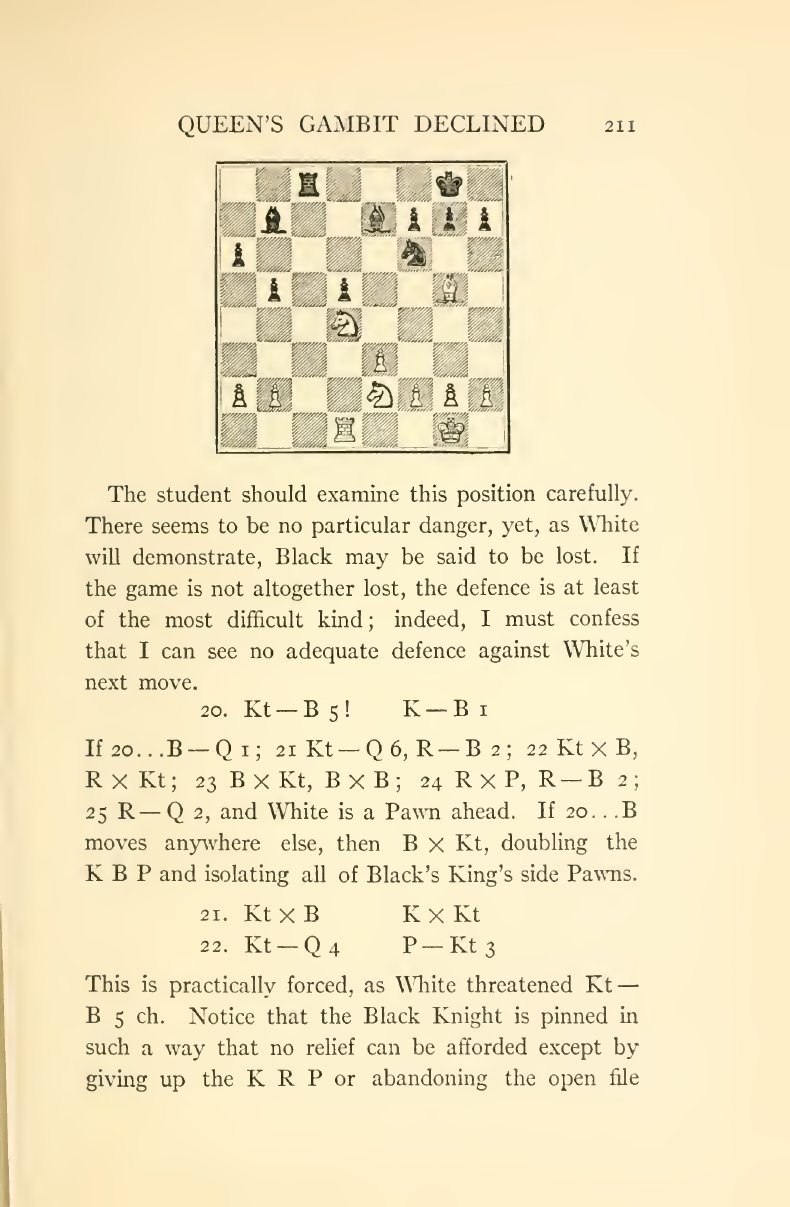 QUEEN'S GAMBIT DECLINED 211
The student should examine this position carefully.
There seems to be no particular danger, yet, as White
will demonstrate, Black may be said to be lost. If
the game is not altogether lost, the defence is at least
of the most difficult kind; indeed, I must confess
that I can see no adequate defence against White's
next move.
20. Kt—B 5! K—B 1
If 20...B—Q 1; 21 Kt—Q 6, R—B 2; 22 Kt × B,
R × Kt; 23 B × Kt, B × B; 24 R × P, R—B 2;
25 R—Q 2, and White is a Pawn ahead. If 20...B
moves anywhere else, then B × Kt, doubling the
K B P and isolating all of Black's King's side Pawns.
21. Kt × B K × Kt
22. Kt—Q 4 P—Kt 3
This is practically forced, as White threatened Kt—
B 5 ch. Notice that the Black Knight is pinned in
such a way that no relief can be afforded except by
giving up the K R P or abandoning the open file